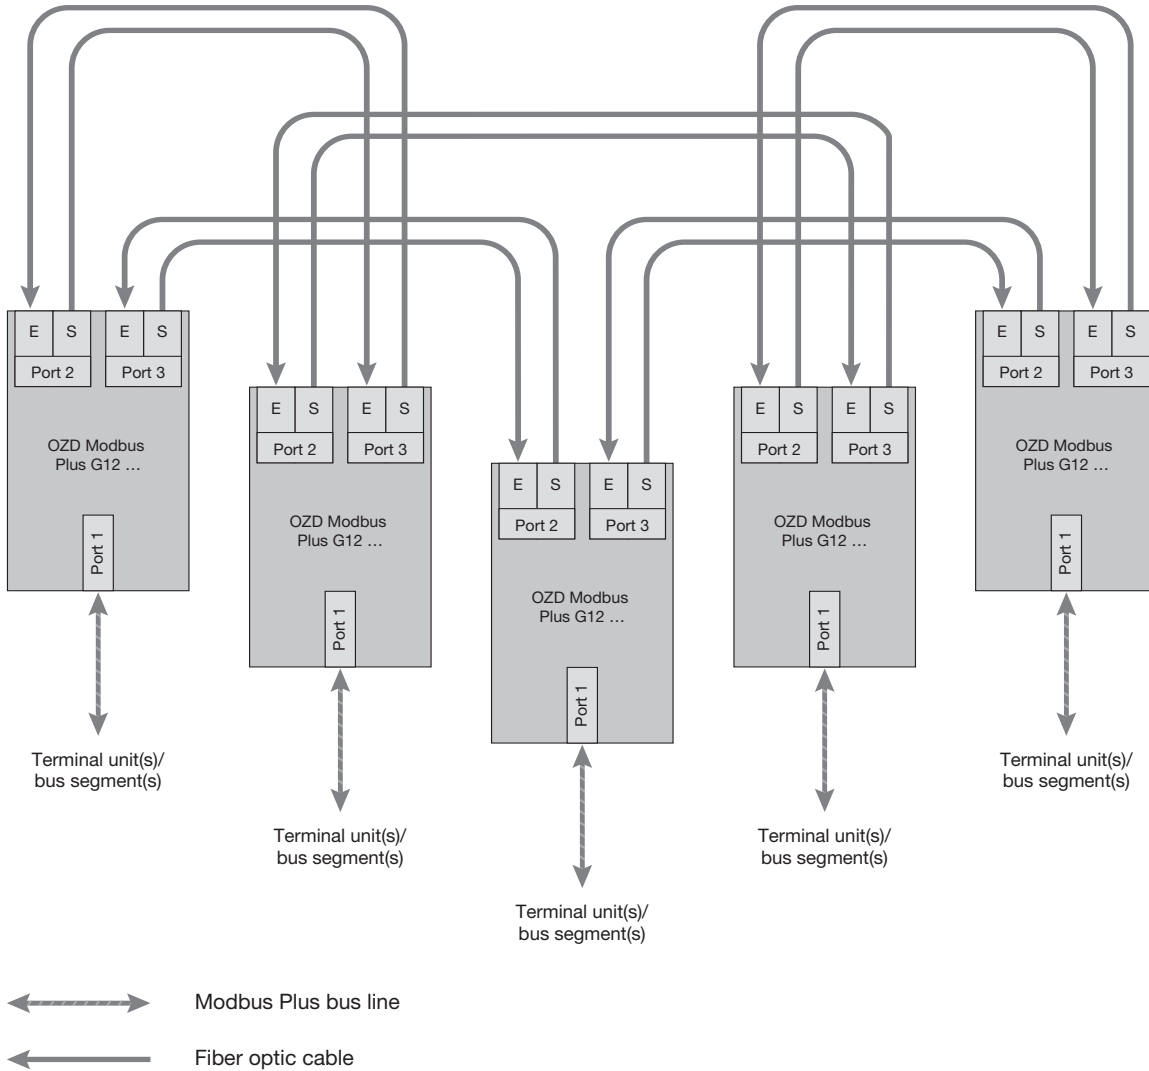 E S E S
Port 2 Port 3
OZD Modbus
Plus G12 …
Port 1
Terminal unit(s)/
bus segment(s)
E S E S
Port 2 Port 3
OZD Modbus
Plus G12 …
Port 1
Terminal unit(s)/
bus segment(s)
E S E S
Port 2 Port 3
OZD Modbus
Plus G12 …
Port 1
Terminal unit(s)/
bus segment(s)
E S E S
Port 2 Port 3
OZD Modbus
Plus G12 …
Port 1
Terminal unit(s)/
bus segment(s)
E S E S
Port 2 Port 3
OZD Modbus
Plus G12 …
Port 1
Terminal unit(s)/
bus segment(s)
Modbus Plus bus line
Fiber optic cable